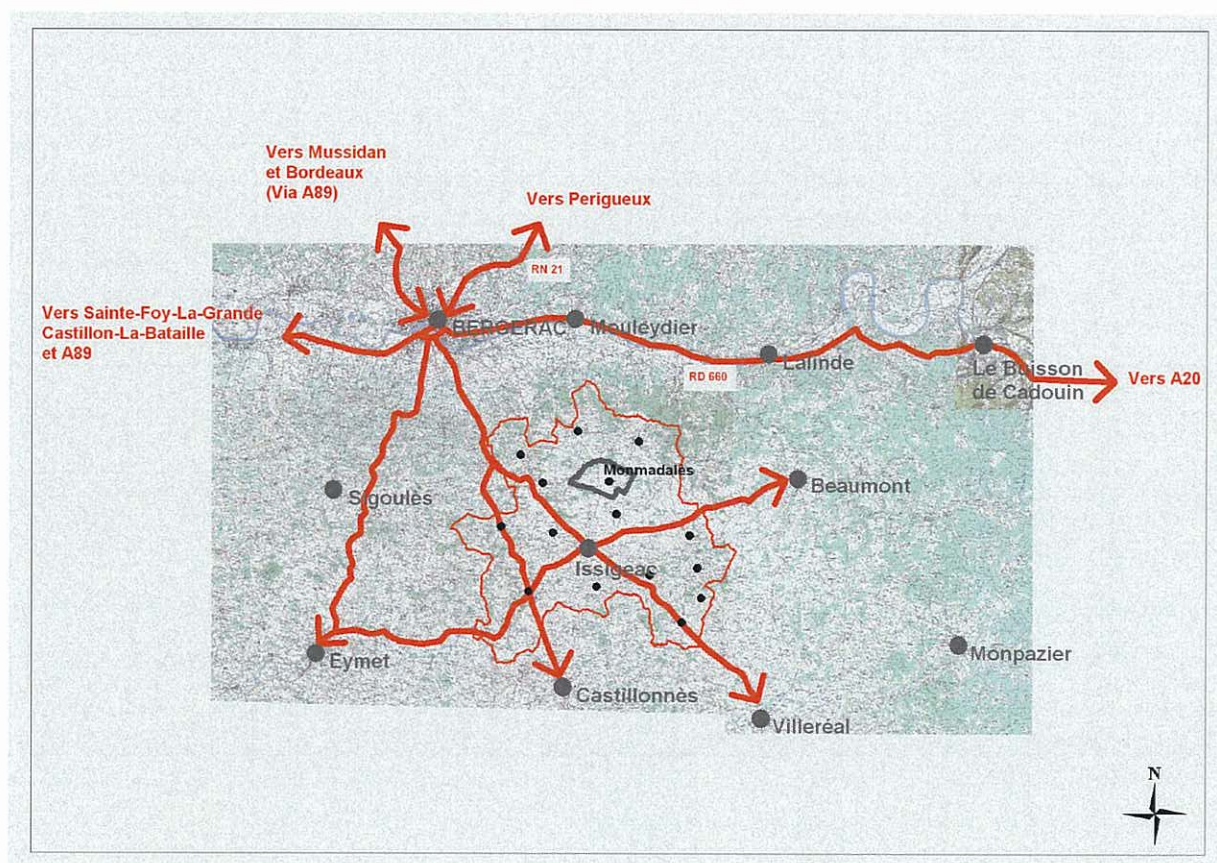 Vers Mussidan
et Bordeaux
(Via A89)
Vers Perigueux
RN 21
Vers Sainte-Foy-La-Grande
Castillon-La-Bataille
et A89
BERGERAC
Mouleydier
Lalinde
RD 660
Le Buisson
de Cadouin
Vers A20
Monmadalès
Sigoulès
Beaumont
Issigeac
Eymet
Monpazier
Castillonnès
Villeréal
N